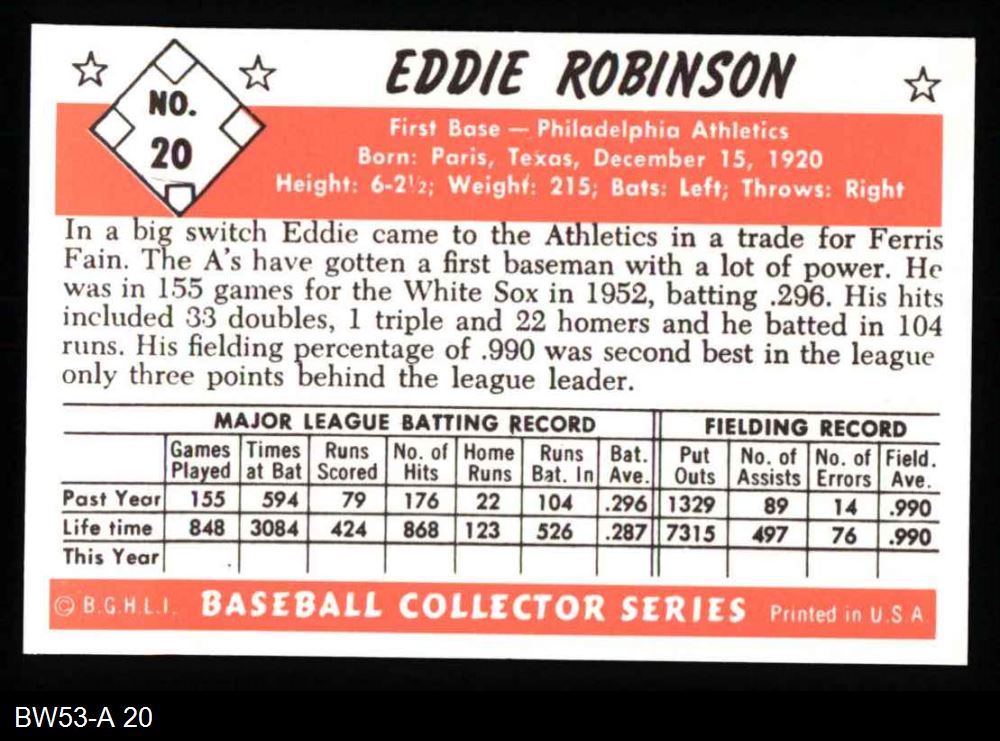 EDDIE ROBINSON
NO.
20
First Base — Philadelphia Athletics
Born: Paris, Texas, December 15, 1920
Height: 6-2½; Weight: 215; Bats: Left; Throws: Right
In a big switch Eddie came to the Athletics in a trade for Ferris
Fain. The A's have gotten a first baseman with a lot of power. He
was in 155 games for the White Sox in 1952, batting .296. His hits
included 33 doubles, 1 triple and 22 homers and he batted in 104
runs. His fielding percentage of .990 was second best in the league
only three points behind the league leader.
MAJOR LEAGUE BATTING RECORD FIELDING RECORD
Games Times Runs No. of Home Runs Bat. Put No. of No. of Field.
Played at Bat Scored Hits Runs Bat. In Ave. Outs Assists Errors Ave.
Past Year 155 594 79 176 22 104 .296 1329 89 14 .990
Life time 848 3084 424 868 123 526 .287 7315 497 76 .990
This Year
© B.G.H.L.I. BASEBALL COLLECTOR SERIES Printed in U.S A
BW53-A 20